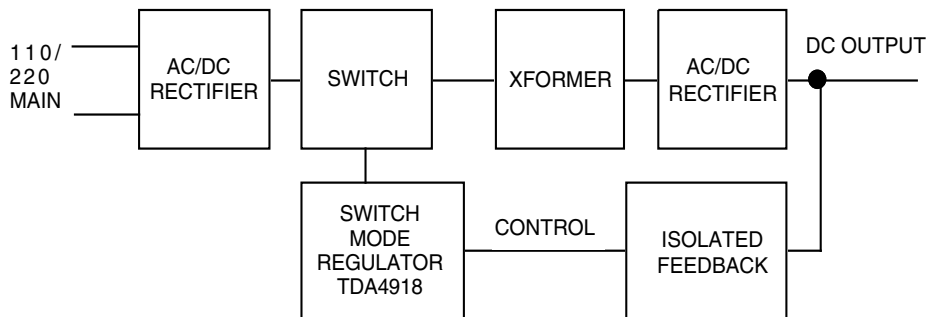 110/
220
MAIN
AC/DC
RECTIFIER
SWITCH
XFORMER
AC/DC
RECTIFIER
DC OUTPUT
SWITCH
MODE
REGULATOR
TDA4918
CONTROL
ISOLATED
FEEDBACK